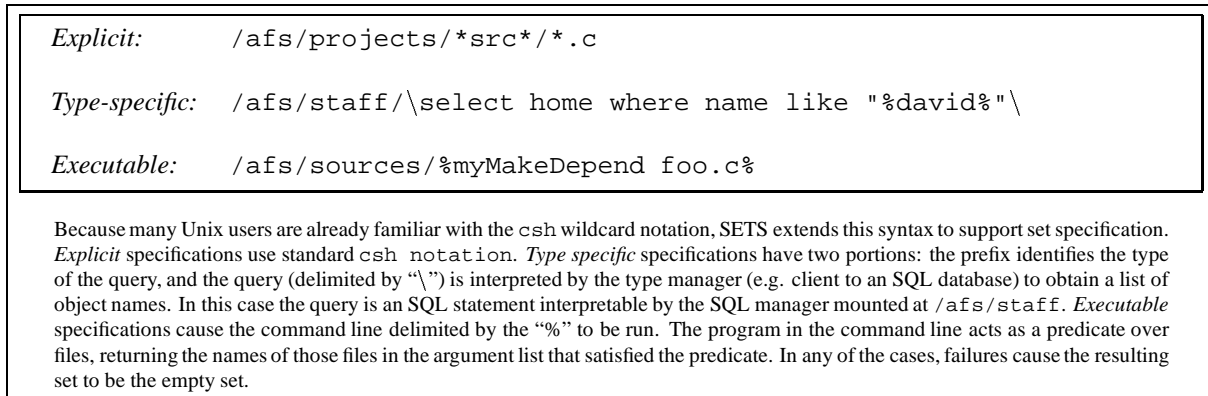 Explicit: /afs/projects/*src*/*.c
Type-specific: /afs/staff/\select home where name like "%david%"\
Executable: /afs/sources/%myMakeDepend foo.c%
Because many Unix users are already familiar with the csh wildcard notation, SETS extends this syntax to support set specification.
Explicit specifications use standard csh notation. Type specific specifications have two portions: the prefix identifies the type
of the query, and the query (delimited by “\”) is interpreted by the type manager (e.g. client to an SQL database) to obtain a list of
object names. In this case the query is an SQL statement interpretable by the SQL manager mounted at /afs/staff. Executable
specifications cause the command line delimited by the “%” to be run. The program in the command line acts as a predicate over
files, returning the names of those files in the argument list that satisfied the predicate. In any of the cases, failures cause the resulting
set to be the empty set.